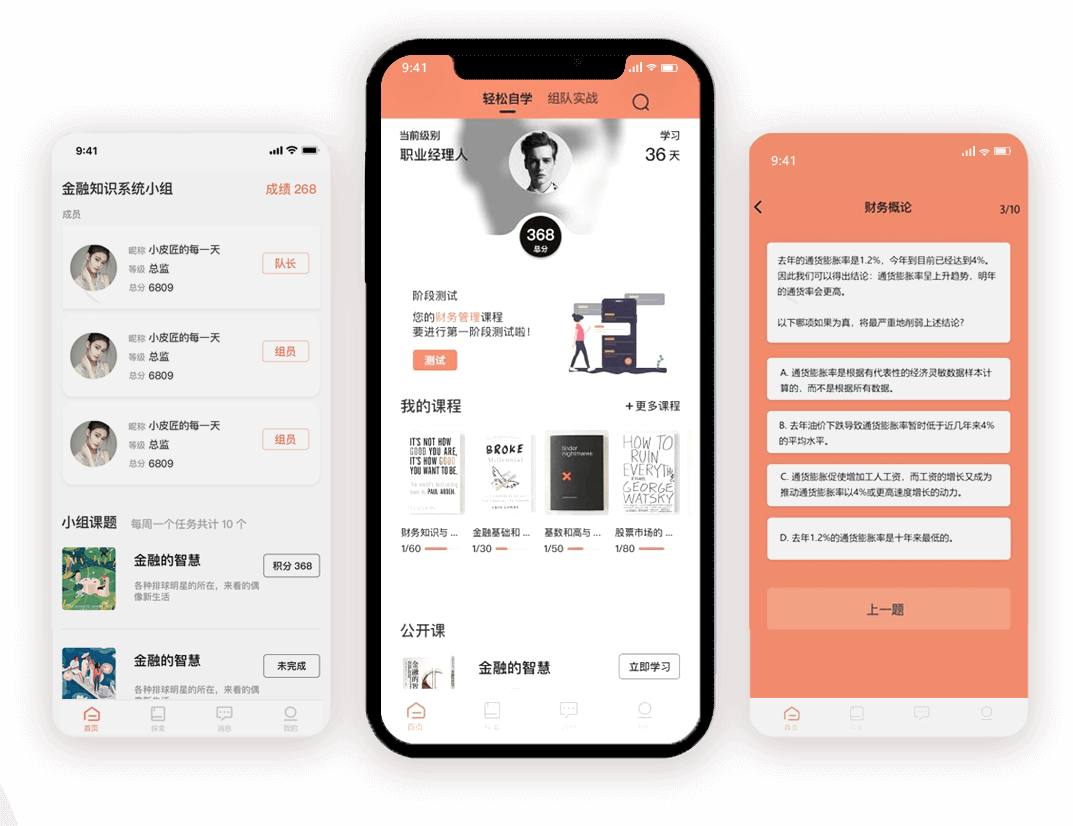 9:41
金融知识系统小组
成绩 268
成员
昵称 小皮匠的每一天
等级 总监
总分 6809
队长
昵称 小皮匠的每一天
等级 总监
总分 6809
组员
昵称 小皮匠的每一天
等级 总监
总分 6809
组员
小组课题 每周一个任务共计 10 个
金融的智慧
各种排球明星的所在，来看的偶
像新生活
积分 368
金融的智慧
各种排球明星的所在，来看的偶
像新生活
未完成
首页 探索 消息 我的
9:41
轻松自学 组队实战
当前级别
职业经理人
学习
36 天
368
总分
阶段测试
您的财务管理课程
要进行第一阶段测试啦！
测试
我的课程
+ 更多课程
IT'S NOT HOW
GOOD YOU ARE,
IT'S HOW GOOD
YOU WANT TO BE.
The world's best-selling
book by PAUL ARDEN.
BROKE
Millennial
tinder
nightmares
HOW TO
RUIN
EVERYTHING
GEORGE
WATSKY
财务知识与 ...
1/60
金融基础和 ...
1/30
基数和高与 ...
1/50
股票市场的 ...
1/80
公开课
金融的智慧
立即学习
首页
9:41
财务概论
3/10
去年的通货膨胀率是1.2%，今年到目前已经达到4%。
因此我们可以得出结论：通货膨胀率呈上升趋势，明年
的通货率会更高。
以下哪项如果为真，将最严重地削弱上述结论？
A. 通货膨胀率是根据有代表性的经济灵敏数据样本计
算的，而不是根据所有数据。
B. 去年油价下跌导致通货膨胀率暂时低于近几年来4%
的平均水平。
C. 通货膨胀促使增加工人工资，而工资的增长又成为
推动通货膨胀率以4%或更高速度增长的动力。
D. 去年1.2%的通货膨胀率是十年来最低的。
上一题
首页